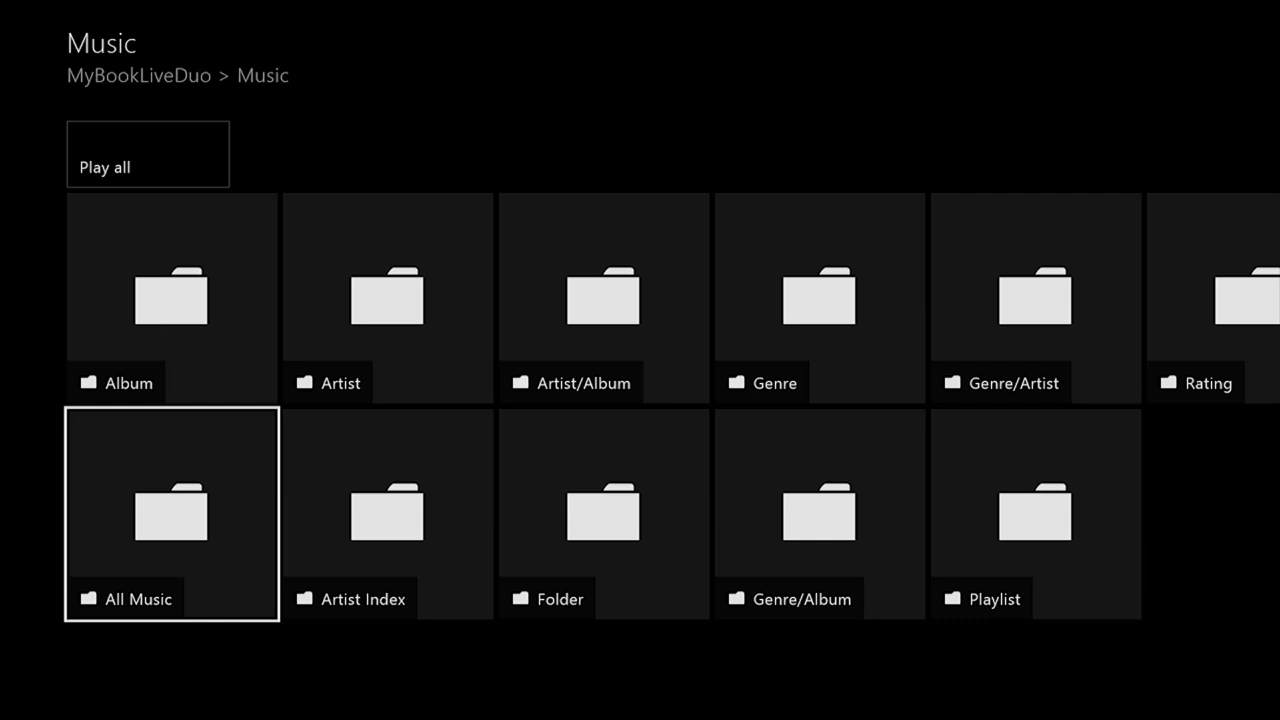 Music
MyBookLiveDuo > Music
Play all
Album
Artist
Artist/Album
Genre
Genre/Artist
Rating
All Music
Artist Index
Folder
Genre/Album
Playlist